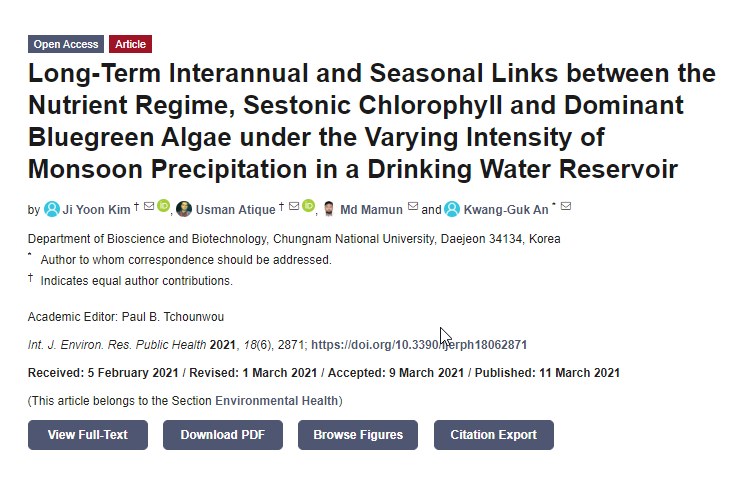 Open Access Article
Long-Term Interannual and Seasonal Links between the
Nutrient Regime, Sestonic Chlorophyll and Dominant
Bluegreen Algae under the Varying Intensity of
Monsoon Precipitation in a Drinking Water Reservoir
by Ji Yoon Kim † iD, Usman Atique † iD, Md Mamun and Kwang-Guk An *
Department of Bioscience and Biotechnology, Chungnam National University, Daejeon 34134, Korea
* Author to whom correspondence should be addressed.
† Indicates equal author contributions.
Academic Editor: Paul B. Tchounwou
Int. J. Environ. Res. Public Health 2021, 18(6), 2871; https://doi.org/10.3390/ijerph18062871
Received: 5 February 2021 / Revised: 1 March 2021 / Accepted: 9 March 2021 / Published: 11 March 2021
(This article belongs to the Section Environmental Health)
View Full-Text Download PDF Browse Figures Citation Export